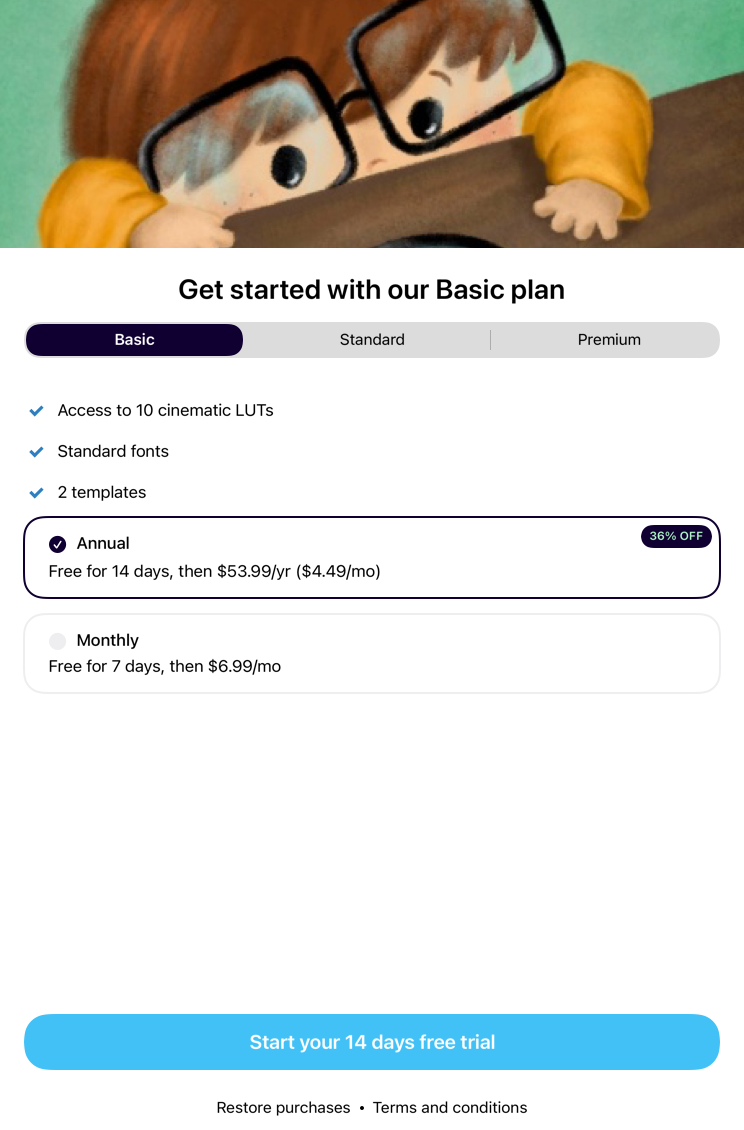 Get started with our Basic plan
Basic Standard Premium
Access to 10 cinematic LUTs
Standard fonts
2 templates
Annual 36% OFF
Free for 14 days, then $53.99/yr ($4.49/mo)
Monthly
Free for 7 days, then $6.99/mo
Start your 14 days free trial
Restore purchases • Terms and conditions